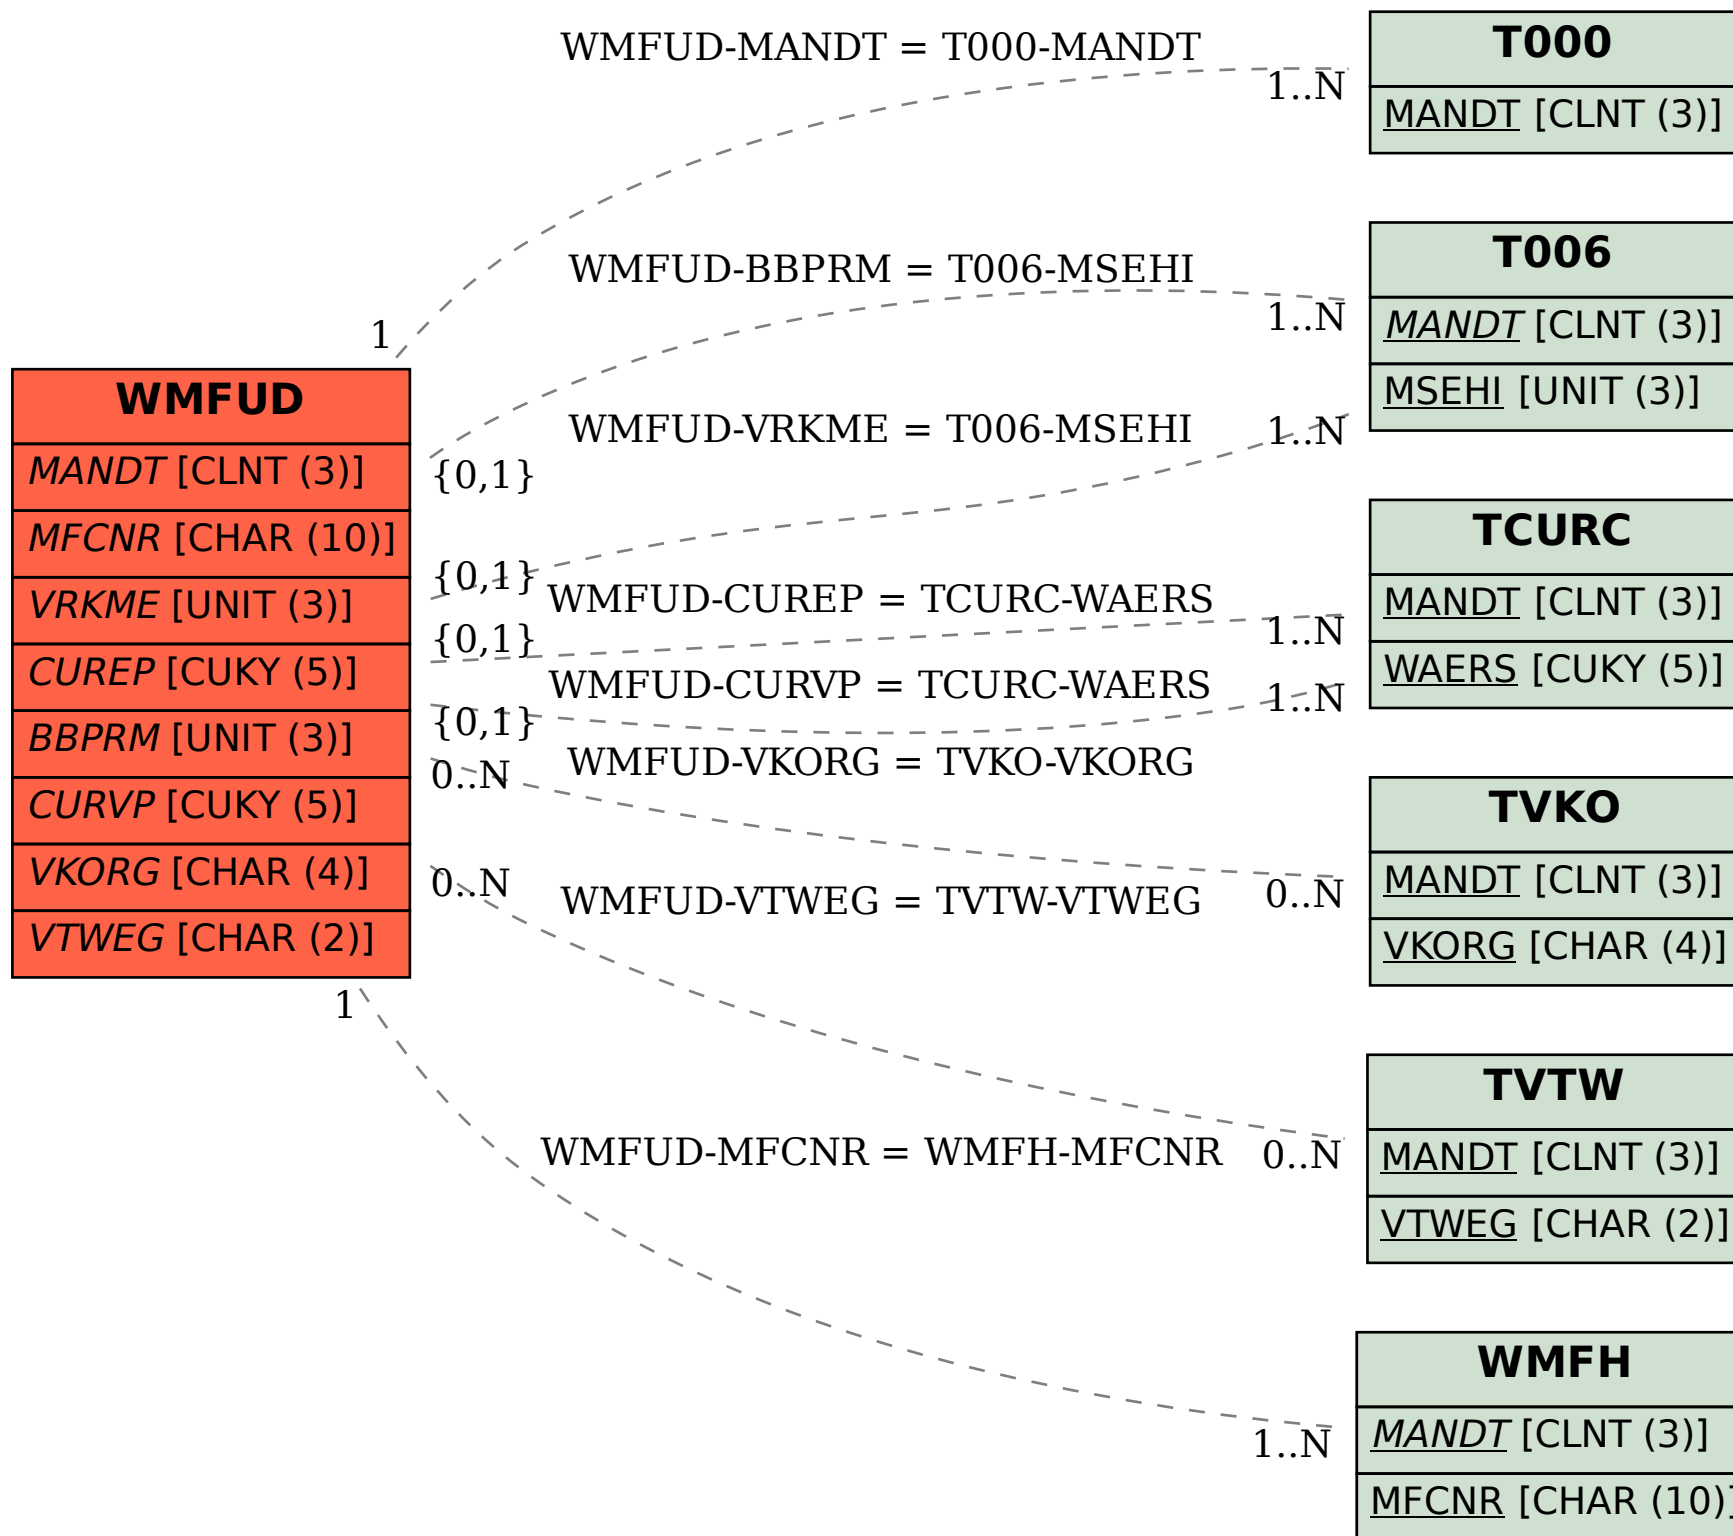 WMFUD-MANDT = T000-MANDT
1..N
1
T000
MANDT [CLNT (3)]
WMFUD-BBPRM = T006-MSEHI
1..N
{0,1}
T006
MANDT [CLNT (3)]
MSEHI [UNIT (3)]
WMFUD-VRKME = T006-MSEHI
1..N
{0,1}
WMFUD
MANDT [CLNT (3)]
MFCNR [CHAR (10)]
VRKME [UNIT (3)]
CUREP [CUKY (5)]
BBPRM [UNIT (3)]
CURVP [CUKY (5)]
VKORG [CHAR (4)]
VTWEG [CHAR (2)]
WMFUD-CUREP = TCURC-WAERS
{0,1}
1..N
TCURC
MANDT [CLNT (3)]
WAERS [CUKY (5)]
WMFUD-CURVP = TCURC-WAERS
{0,1}
1..N
WMFUD-VKORG = TVKO-VKORG
0..N
0..N
TVKO
MANDT [CLNT (3)]
VKORG [CHAR (4)]
WMFUD-VTWEG = TVTW-VTWEG
0..N
0..N
TVTW
MANDT [CLNT (3)]
VTWEG [CHAR (2)]
1
WMFUD-MFCNR = WMFH-MFCNR
1..N
WMFH
MANDT [CLNT (3)]
MFCNR [CHAR (10)]